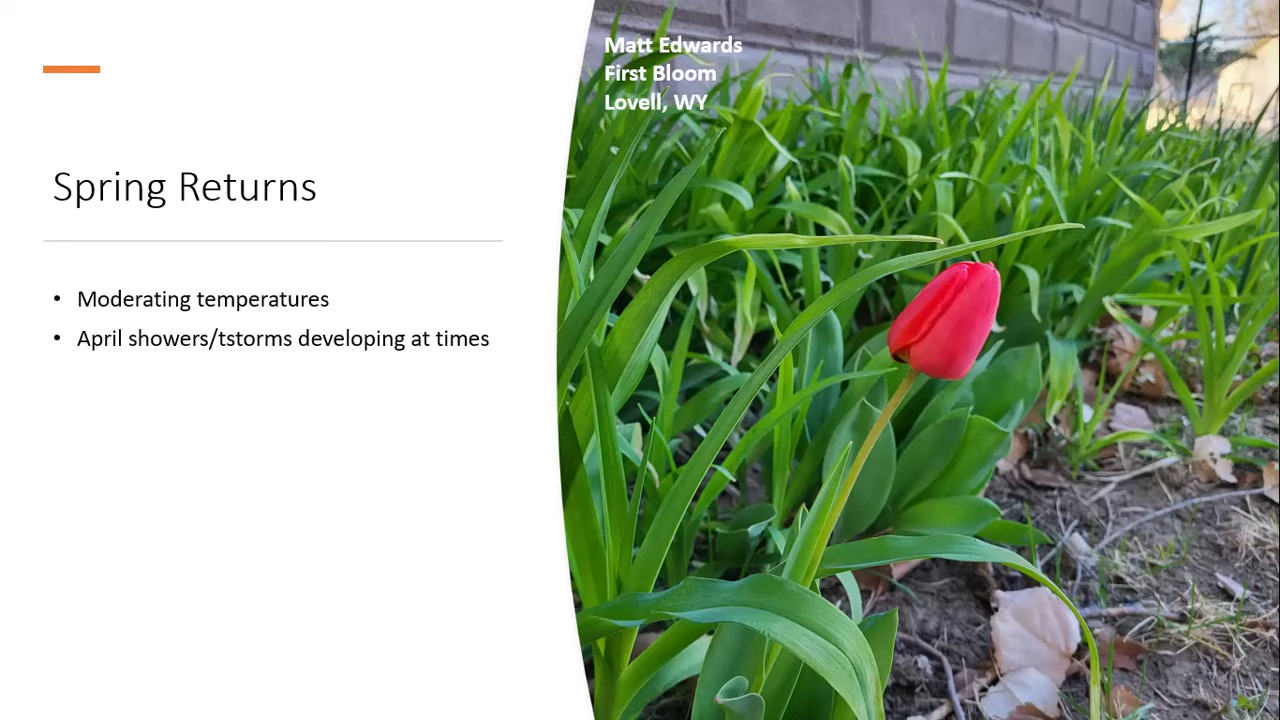 Matt Edwards
First Bloom
Lovell, WY
Spring Returns
• Moderating temperatures
• April showers/tstorms developing at times